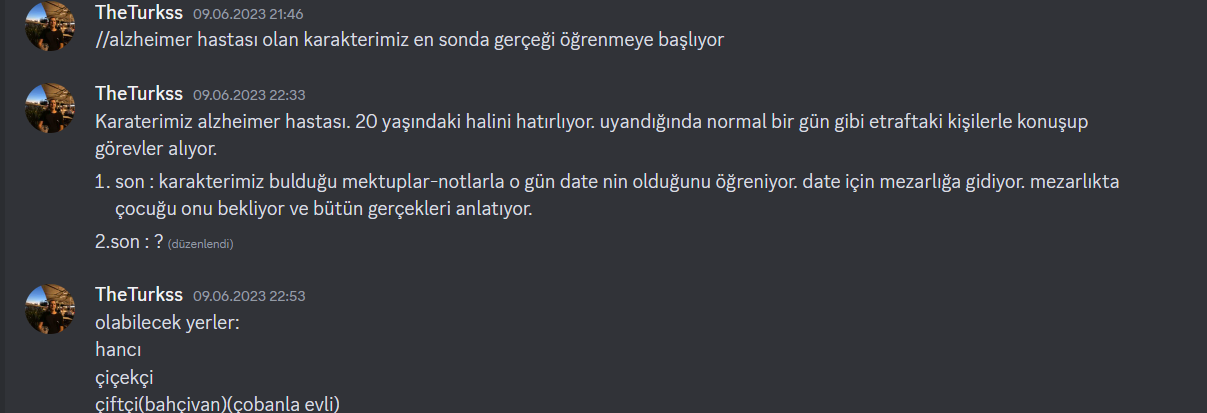 TheTurkss 09.06.2023 21:46
//alzheimer hastası olan karakterimiz en sonda gerçeği öğrenmeye başlıyor
TheTurkss 09.06.2023 22:33
Karaterimiz alzheimer hastası. 20 yaşındaki halini hatırlıyor. uyandığında normal bir gün gibi etraftaki kişilerle konuşup
görevler alıyor.
1. son : karakterimiz bulduğu mektuplar-notlarla o gün date nin olduğunu öğreniyor. date için mezarlığa gidiyor. mezarlıkta
çocuğu onu bekliyor ve bütün gerçekleri anlatıyor.
2.son : ? (düzenlendi)
TheTurkss 09.06.2023 22:53
olabilecek yerler:
hancı
çiçekçi
çiftçi(bahçivan)(çobanla evli)